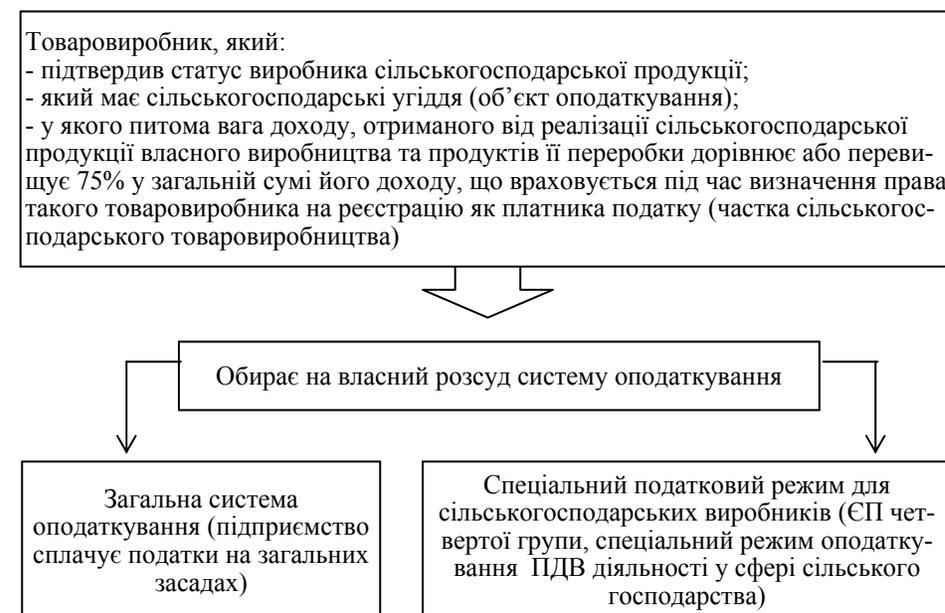 Товаровиробник, який:
- підтвердив статус виробника сільськогосподарської продукції;
- який має сільськогосподарські угіддя (об’єкт оподаткування);
- у якого питома вага доходу, отриманого від реалізації сільськогосподарської
продукції власного виробництва та продуктів її переробки дорівнює або переви-
щує 75% у загальній сумі його доходу, що враховується під час визначення права
такого товаровиробника на реєстрацію як платника податку (частка сільськогос-
подарського товаровиробництва)
Обирає на власний розсуд систему оподаткування
Загальна система
оподаткування (підприємство
сплачує податки на загальних
засадах)
Спеціальний податковий режим для
сільськогосподарських виробників (ЄП чет-
вертої групи, спеціальний режим оподатку-
вання ПДВ діяльності у сфері сільського
господарства)